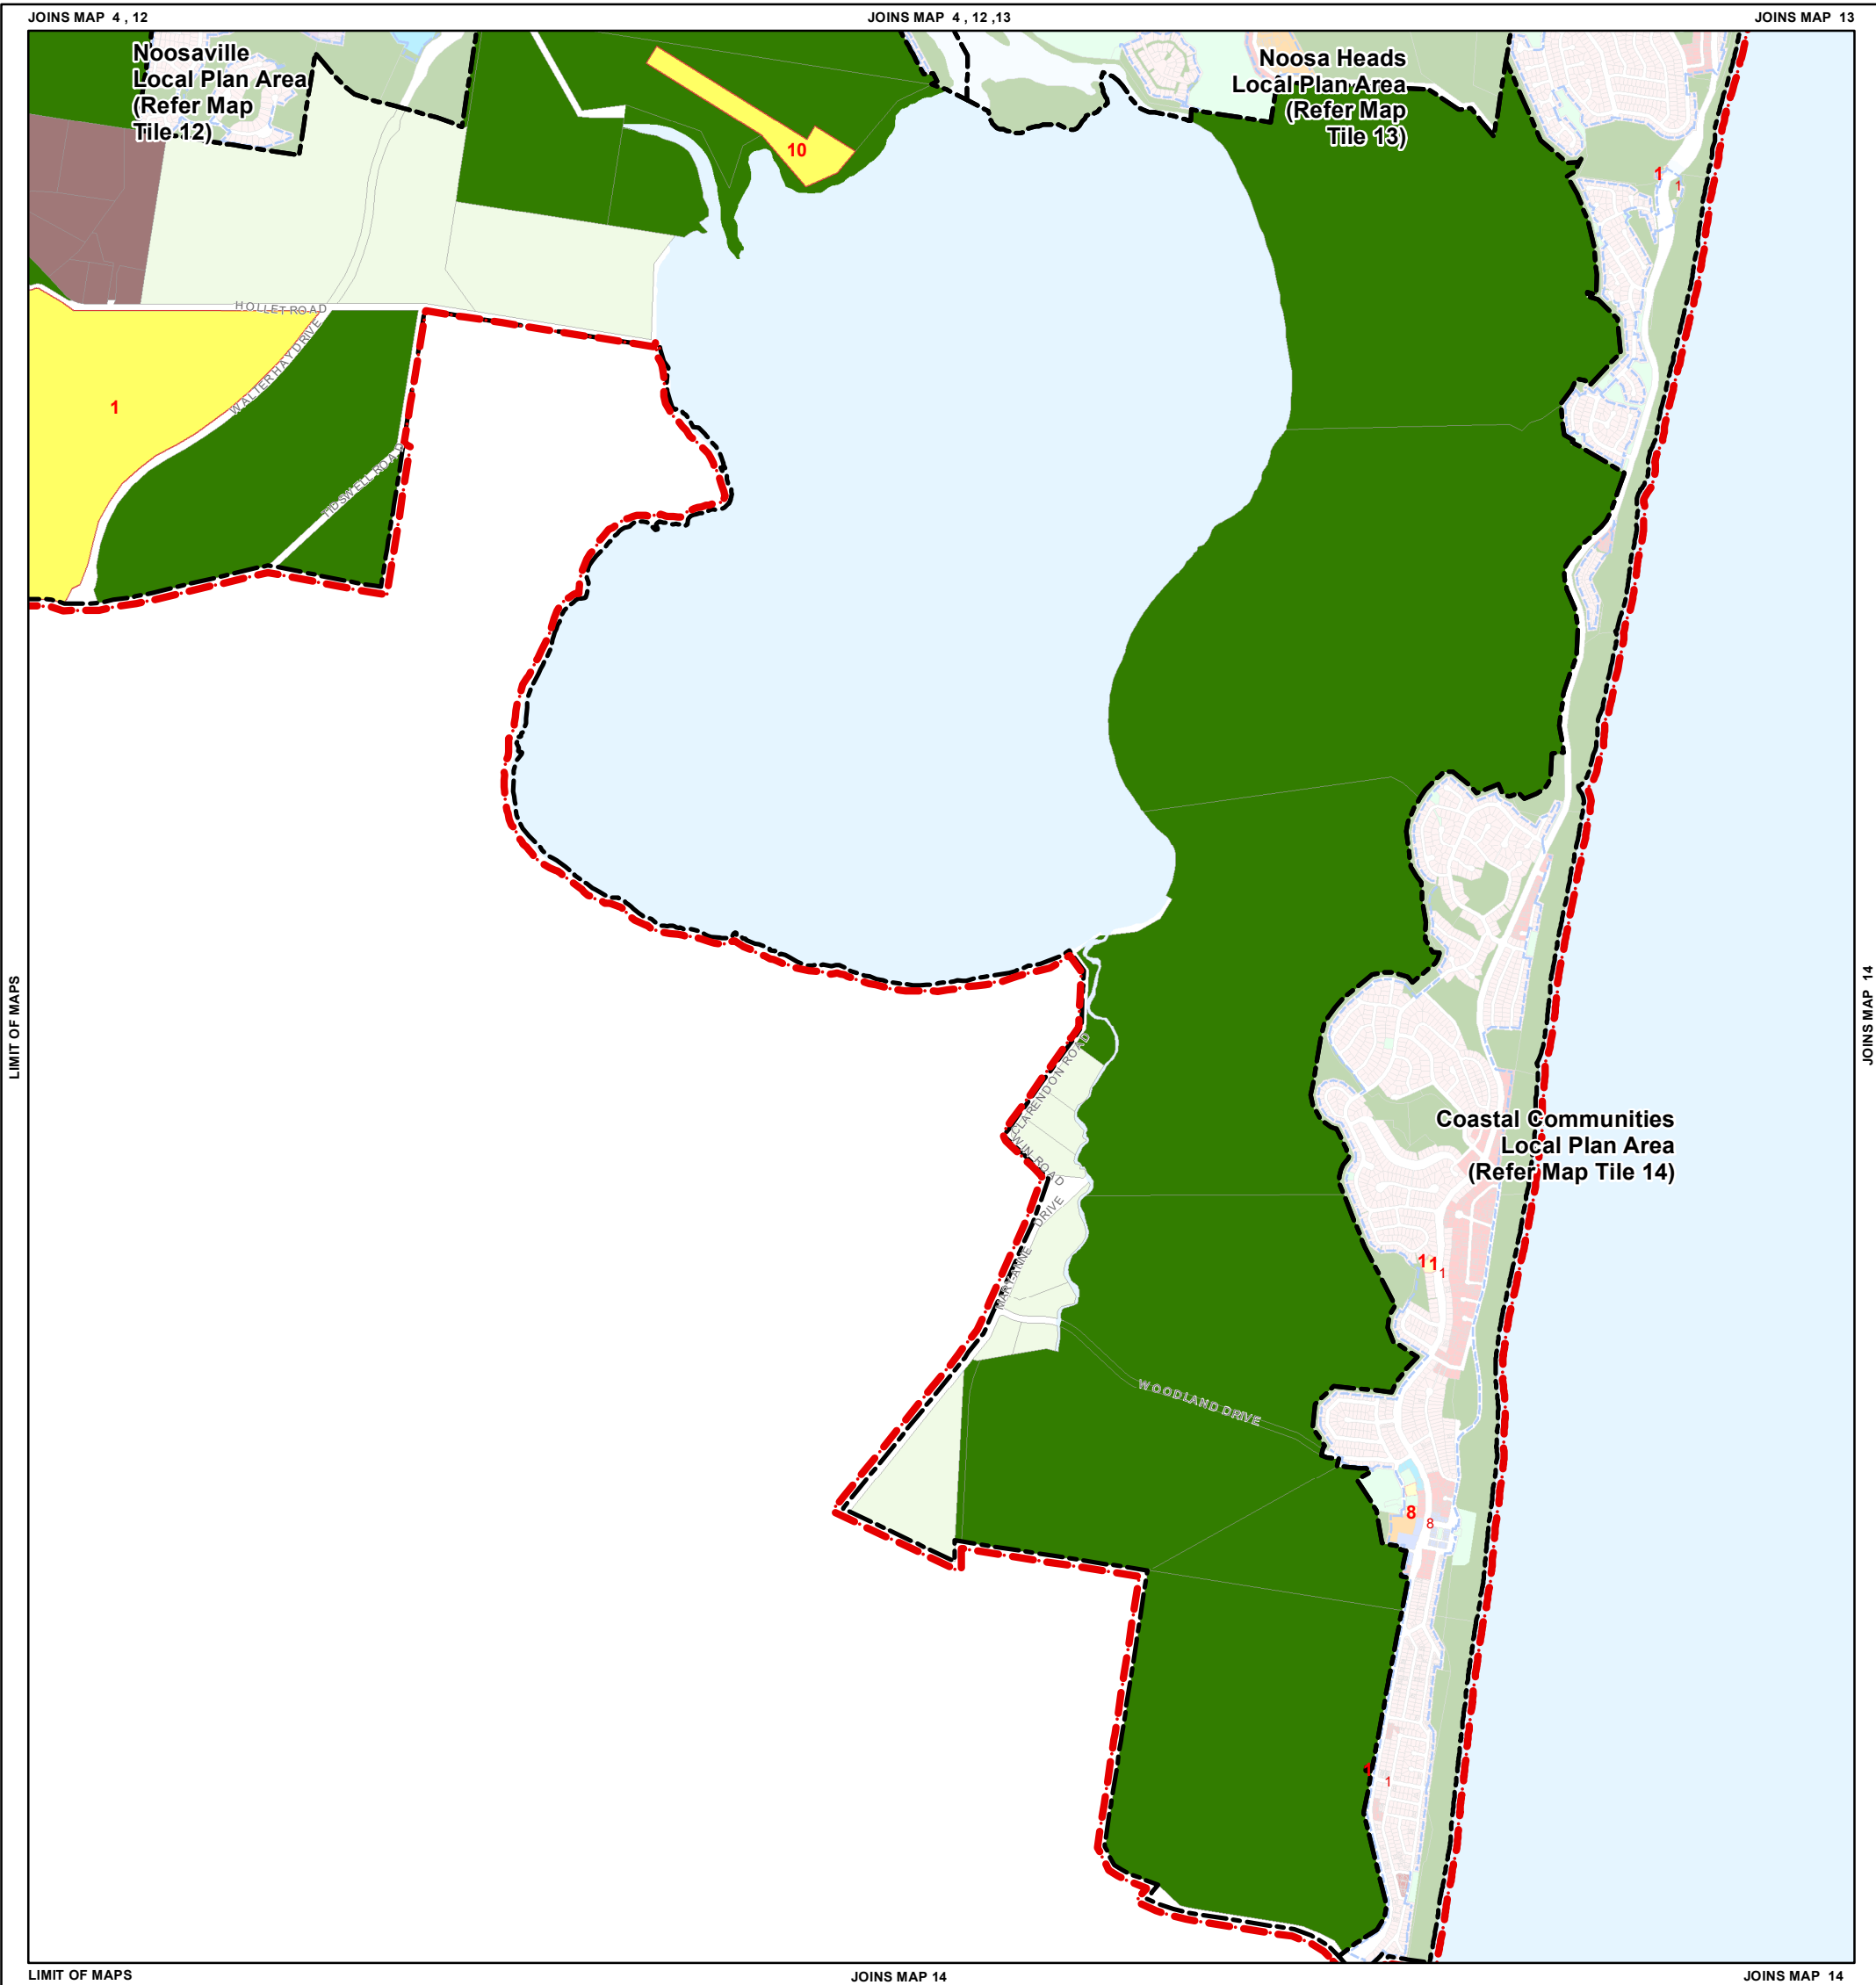 JOINS MAP 4 , 12
JOINS MAP 4 , 12 ,13
JOINS MAP 13
Noosaville
Local Plan Area
(Refer Map
Tile 12)
Noosa Heads
Local Plan Area
(Refer Map
Tile 13)
10
1
1
HOLLET ROAD
WALTER HAY DRIVE
1
TIDSWELL ROAD
LIMIT OF MAPS
JOINS MAP 14
CLARENDON ROAD
WIN ROAD
MARY-ANNE DRIVE
Coastal Communities
Local Plan Area
(Refer Map Tile 14)
11
1
WOODLAND DRIVE
8
8
1
1
LIMIT OF MAPS
JOINS MAP 14
JOINS MAP 14